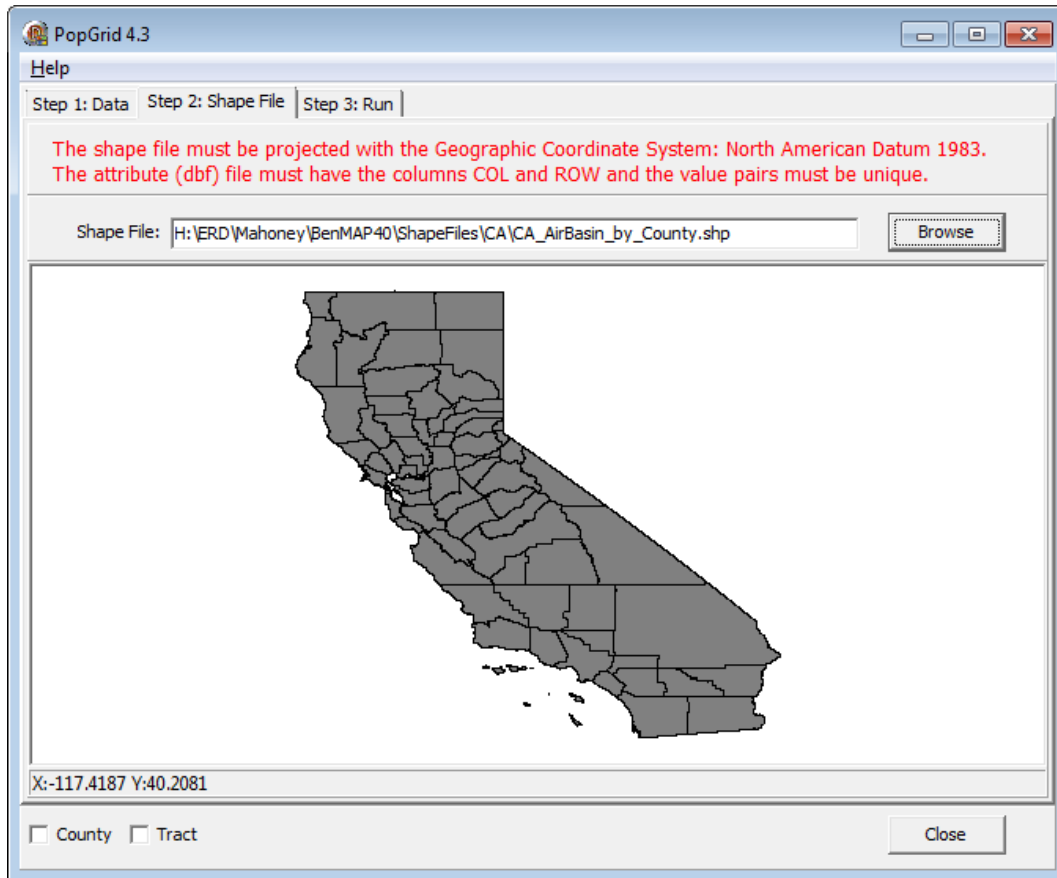 PopGrid 4.3
Help
Step 1: Data Step 2: Shape File Step 3: Run
The shape file must be projected with the Geographic Coordinate System: North American Datum 1983.
The attribute (dbf) file must have the columns COL and ROW and the value pairs must be unique.
Shape File: H:\ERD\Mahoney\BenMAP40\ShapeFiles\CA\CA_AirBasin_by_County.shp Browse
X:-117.4187 Y:40.2081
County Tract Close